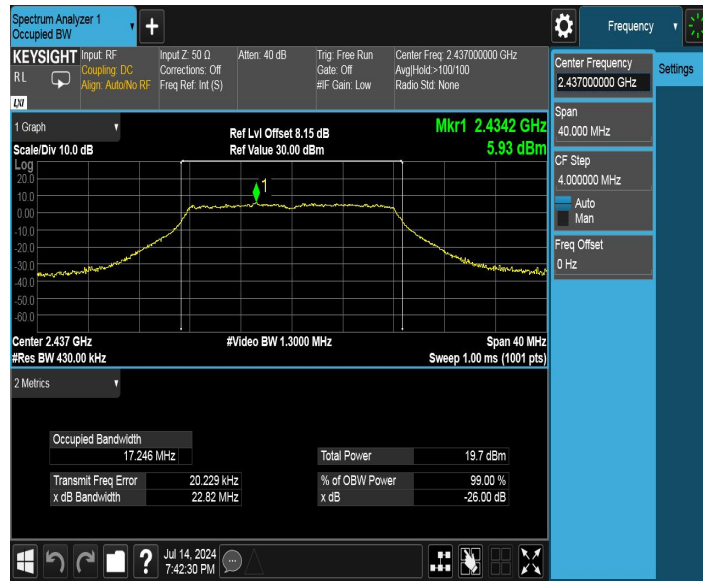 Spectrum Analyzer 1
Occupied BW
+
Frequency
KEYSIGHT
RL
LXI
Input: RF
Coupling: DC
Align: Auto/No RF
Input Z: 50 Ω
Corrections: Off
Freq Ref: Int (S)
Atten: 40 dB
Trig: Free Run
Gate: Off
#IF Gain: Low
Center Freq: 2.437000000 GHz
Avg|Hold:>100/100
Radio Std: None
Center Frequency
2.437000000 GHz
Settings
Span
40.000 MHz
CF Step
4.000000 MHz
Auto
Man
Freq Offset
0 Hz
1 Graph
Scale/Div 10.0 dB
Ref Lvl Offset 8.15 dB
Ref Value 30.00 dBm
Mkr1 2.4342 GHz
5.93 dBm
Log
20.0
10.0
0.00
-10.0
-20.0
-30.0
-40.0
-50.0
-60.0
1
Center 2.437 GHz
#Video BW 1.3000 MHz
Span 40 MHz
#Res BW 430.00 kHz
Sweep 1.00 ms (1001 pts)
2 Metrics
Occupied Bandwidth
17.246 MHz
Total Power 19.7 dBm
Transmit Freq Error 20.229 kHz
% of OBW Power 99.00 %
x dB Bandwidth 22.82 MHz
x dB -26.00 dB
?
Jul 14, 2024
7:42:30 PM